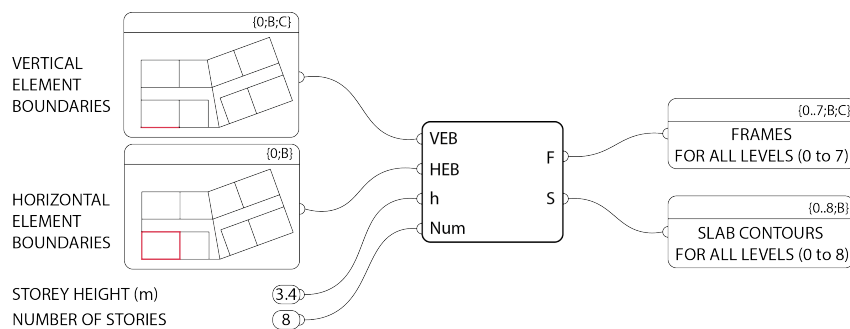 {0;B;C}
VERTICAL
ELEMENT
BOUNDARIES
{0;B}
HORIZONTAL
ELEMENT
BOUNDARIES
STOREY HEIGHT (m)
3.4
NUMBER OF STORIES
8
VEB
HEB
h
Num
F
S
{0..7;B;C}
FRAMES
FOR ALL LEVELS (0 to 7)
{0..8;B}
SLAB CONTOURS
FOR ALL LEVELS (0 to 8)